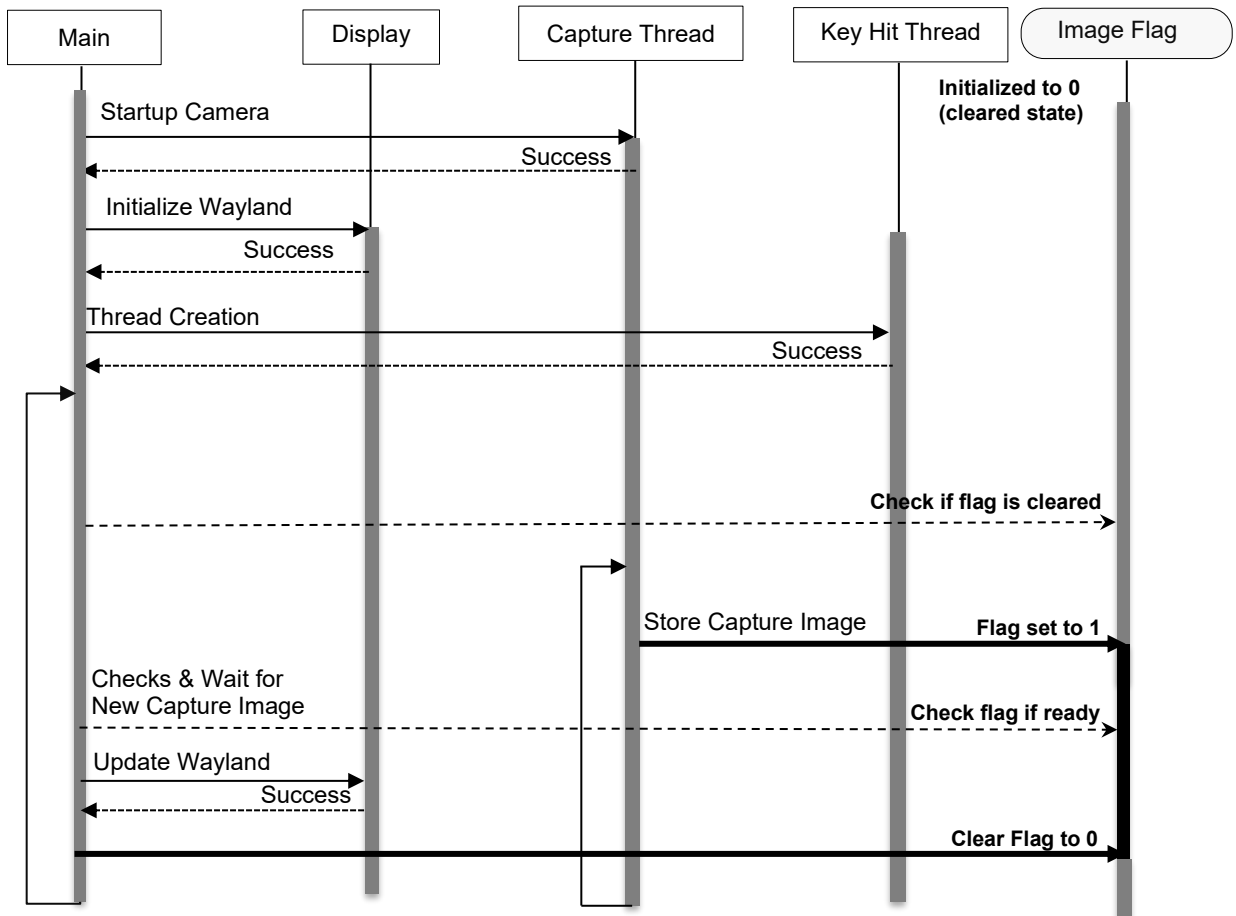 Main
Display
Capture Thread
Key Hit Thread
Image Flag
Initialized to 0
(cleared state)
Startup Camera
Success
Initialize Wayland
Success
Thread Creation
Success
Check if flag is cleared
Store Capture Image
Flag set to 1
Checks & Wait for
New Capture Image
Check flag if ready
Update Wayland
Success
Clear Flag to 0